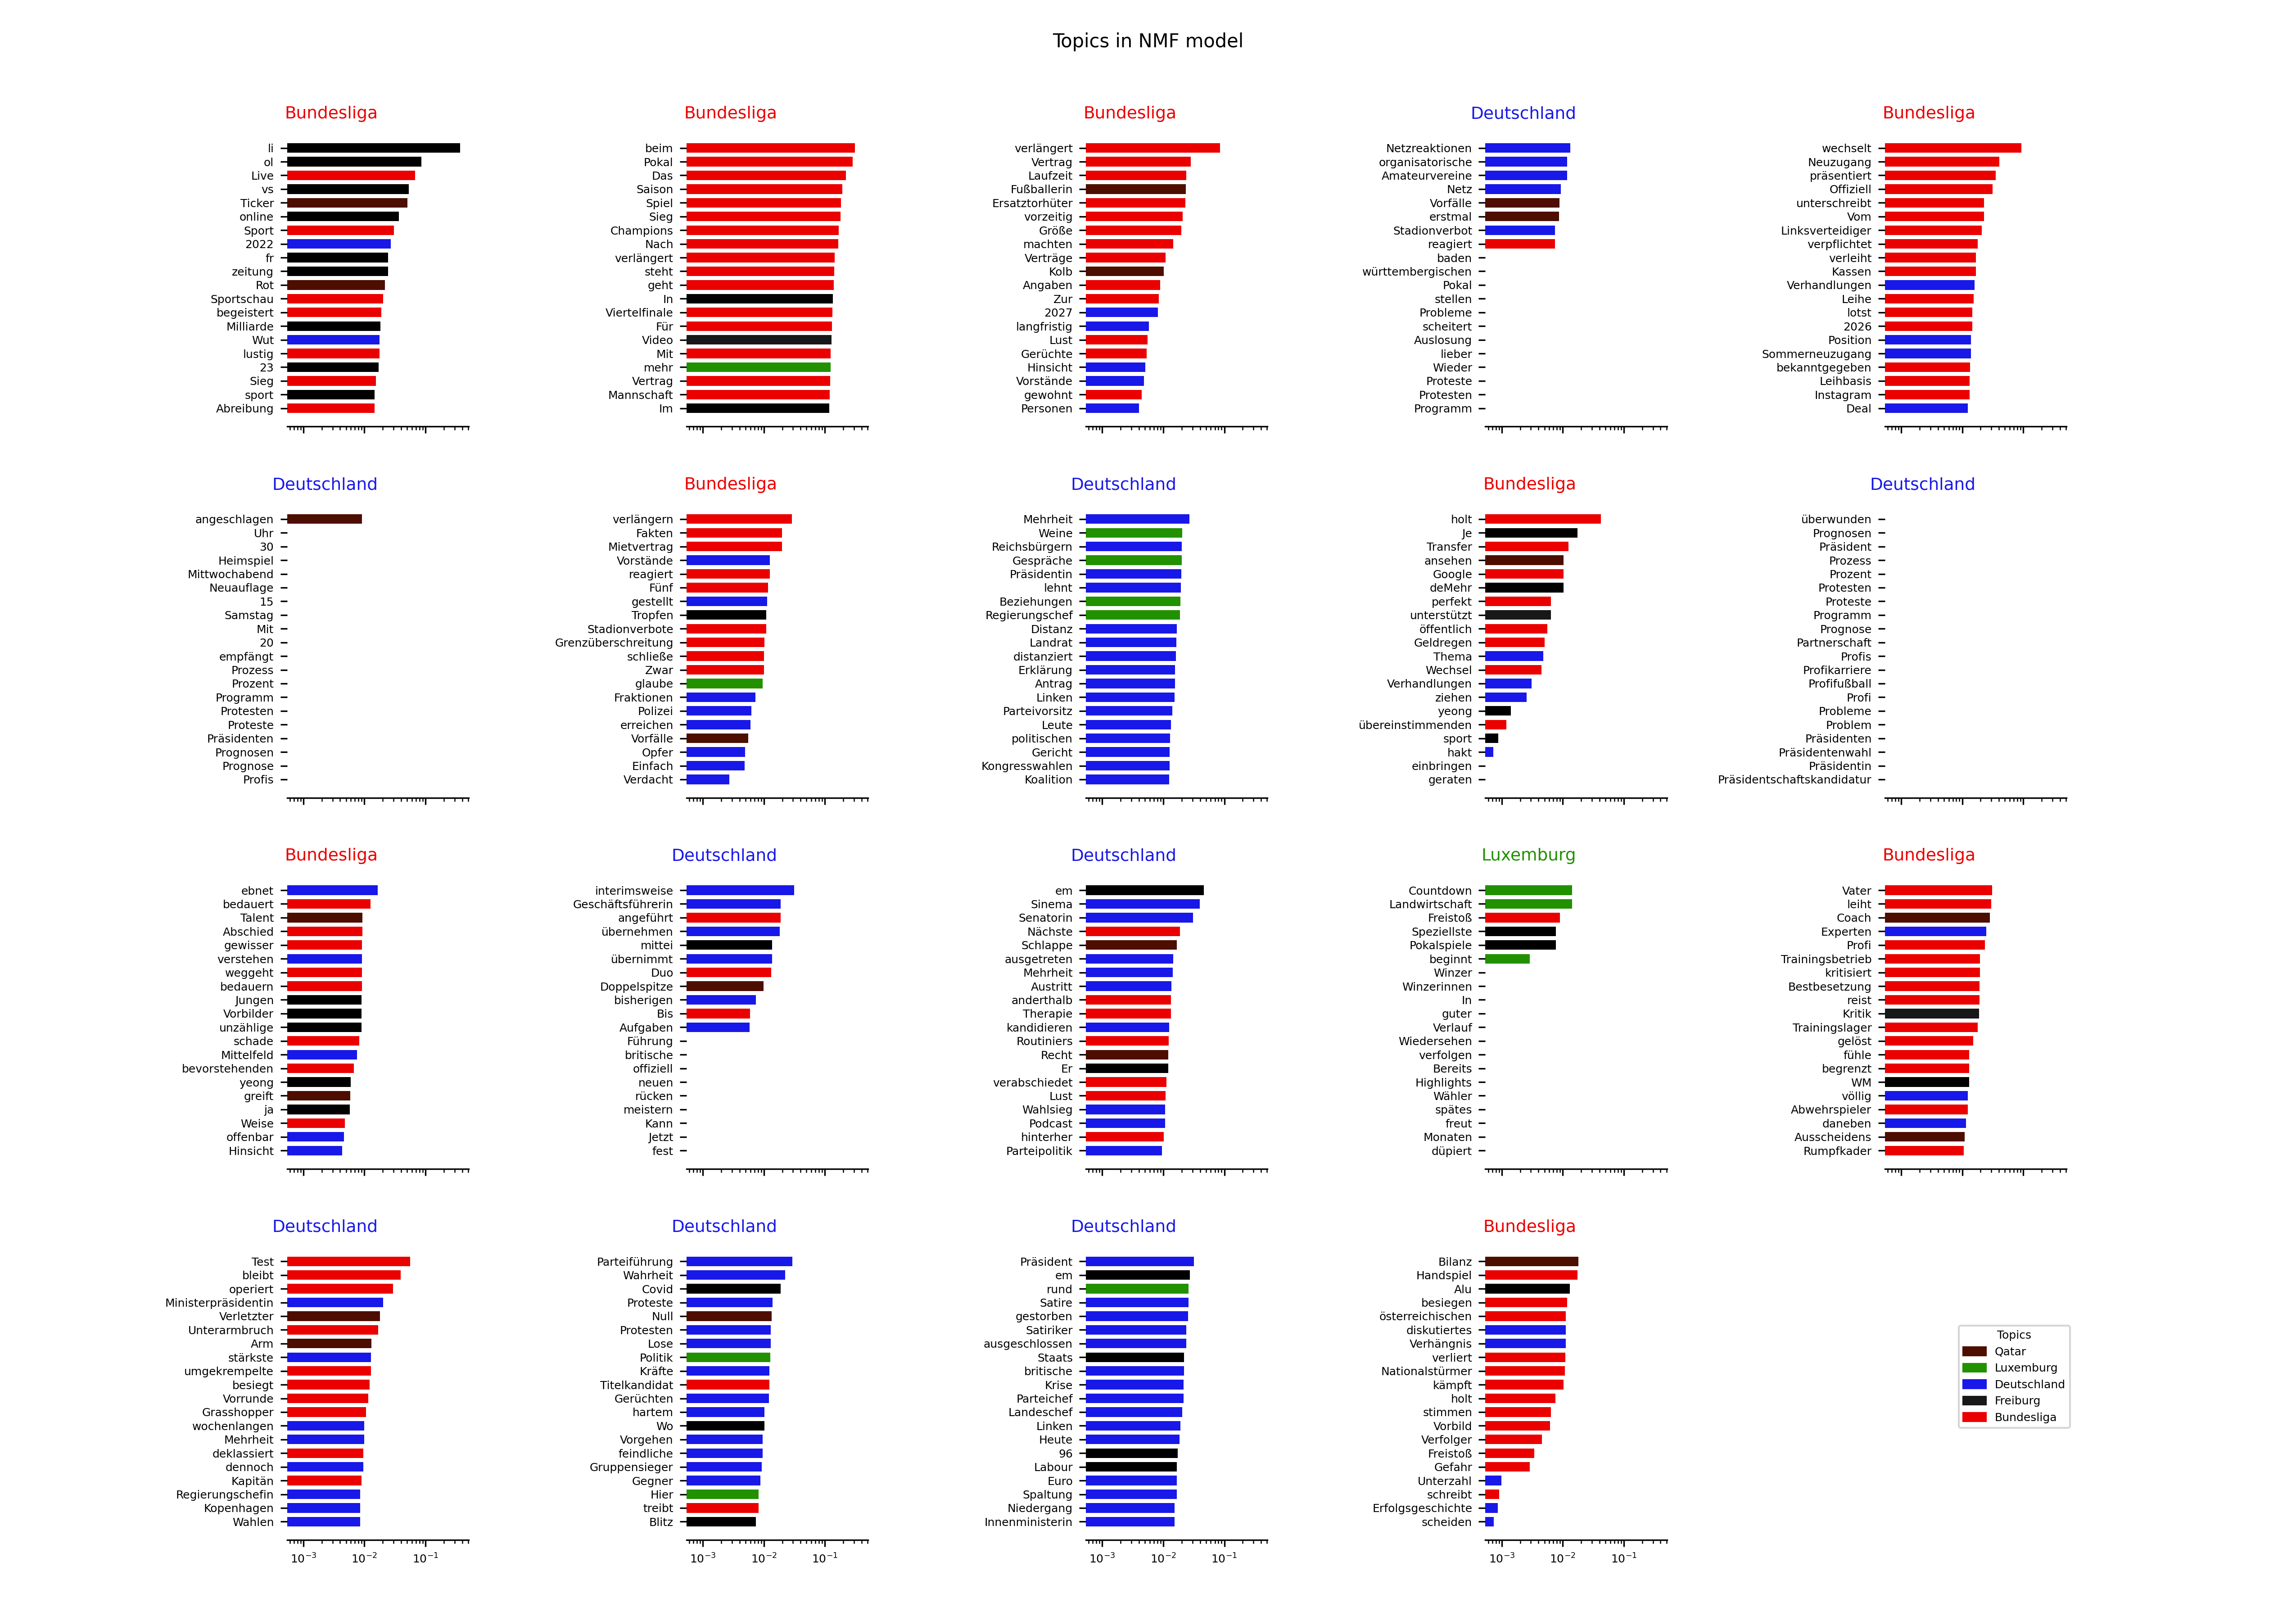 Topics in NMF model
Bundesliga
li
ol
Live
vs
Ticker
online
Sport
2022
fr
zeitung
Rot
Sportschau
begeistert
Milliarde
Wut
lustig
23
Sieg
sport
Abreibung
Bundesliga
beim
Pokal
Das
Saison
Spiel
Sieg
Champions
Nach
verlängert
steht
geht
In
Viertelfinale
Für
Video
Mit
mehr
Vertrag
Mannschaft
Im
Bundesliga
verlängert
Vertrag
Laufzeit
Fußballerin
Ersatztorhüter
vorzeitig
Größe
machten
Verträge
Kolb
Angaben
Zur
2027
langfristig
Lust
Gerüchte
Hinsicht
Vorstände
gewohnt
Personen
Deutschland
Netzreaktionen
organisatorische
Amateurvereine
Netz
Vorfälle
erstmal
Stadionverbot
reagiert
baden
württembergischen
Pokal
stellen
Probleme
scheitert
Auslosung
lieber
Wieder
Proteste
Protesten
Programm
Bundesliga
wechselt
Neuzugang
präsentiert
Offiziell
unterschreibt
Vom
Linksverteidiger
verpflichtet
verleiht
Kassen
Verhandlungen
Leihe
lotst
2026
Position
Sommerneuzugang
bekanntgegeben
Leihbasis
Instagram
Deal
Deutschland
angeschlagen
Uhr
30
Heimspiel
Mittwochabend
Neuauflage
15
Samstag
Mit
20
empfängt
Prozess
Prozent
Programm
Protesten
Proteste
Präsidenten
Prognosen
Prognose
Profis
Bundesliga
verlängern
Fakten
Mietvertrag
Vorstände
reagiert
Fünf
gestellt
Tropfen
Stadionverbote
Grenzüberschreitung
schließe
Zwar
glaube
Fraktionen
Polizei
erreichen
Vorfälle
Opfer
Einfach
Verdacht
Deutschland
Mehrheit
Weine
Reichsbürgern
Gespräche
Präsidentin
lehnt
Beziehungen
Regierungschef
Distanz
Landrat
distanziert
Erklärung
Antrag
Linken
Parteivorsitz
Leute
politischen
Gericht
Kongresswahlen
Koalition
Bundesliga
holt
Je
Transfer
ansehen
Google
deMehr
perfekt
unterstützt
öffentlich
Geldregen
Thema
Wechsel
Verhandlungen
ziehen
yeong
übereinstimmenden
sport
hakt
einbringen
geraten
Deutschland
überwunden
Prognosen
Präsident
Prozess
Prozent
Protesten
Proteste
Programm
Prognose
Partnerschaft
Profis
Profikarriere
Profifußball
Profi
Probleme
Problem
Präsidenten
Präsidentenwahl
Präsidentin
Präsidentschaftskandidatur
Bundesliga
ebnet
bedauert
Talent
Abschied
gewisser
verstehen
weggeht
bedauern
Jungen
Vorbilder
unzählige
schade
Mittelfeld
bevorstehenden
yeong
greift
ja
Weise
offenbar
Hinsicht
Deutschland
interimsweise
Geschäftsführerin
angeführt
übernehmen
mittei
übernimmt
Duo
Doppelspitze
bisherigen
Bis
Aufgaben
Führung
britische
offiziell
neuen
rücken
meistern
Kann
Jetzt
fest
Deutschland
em
Sinema
Senatorin
Nächste
Schlappe
ausgetreten
Mehrheit
Austritt
anderthalb
Therapie
kandidieren
Routiniers
Recht
Er
verabschiedet
Lust
Wahlsieg
Podcast
hinterher
Parteipolitik
Luxemburg
Countdown
Landwirtschaft
Freistoß
Speziellste
Pokalspiele
beginnt
Winzer
Winzerinnen
In
guter
Verlauf
Wiedersehen
verfolgen
Bereits
Highlights
Wähler
spätes
freut
Monaten
düpiert
Bundesliga
Vater
leiht
Coach
Experten
Profi
Trainingsbetrieb
kritisiert
Bestbesetzung
reist
Kritik
Trainingslager
gelöst
fühle
begrenzt
WM
völlig
Abwehrspieler
daneben
Ausscheidens
Rumpfkader
Deutschland
Test
bleibt
operiert
Ministerpräsidentin
Verletzter
Unterarmbruch
Arm
stärkste
umgekrempelte
besiegt
Vorrunde
Grasshopper
wochenlangen
Mehrheit
deklassiert
dennoch
Kapitän
Regierungschefin
Kopenhagen
Wahlen
10⁻³ 10⁻² 10⁻¹
Deutschland
Parteiführung
Wahrheit
Covid
Proteste
Null
Protesten
Lose
Politik
Kräfte
Titelkandidat
Gerüchten
hartem
Wo
Vorgehen
feindliche
Gruppensieger
Gegner
Hier
treibt
Blitz
10⁻³ 10⁻² 10⁻¹
Deutschland
Präsident
em
rund
Satire
gestorben
Satiriker
ausgeschlossen
Staats
britische
Krise
Parteichef
Landeschef
Linken
Heute
96
Labour
Euro
Spaltung
Niedergang
Innenministerin
10⁻³ 10⁻² 10⁻¹
Bundesliga
Bilanz
Handspiel
Alu
besiegen
österreichischen
diskutiertes
Verhängnis
verliert
Nationalstürmer
kämpft
holt
stimmen
Vorbild
Verfolger
Freistoß
Gefahr
Unterzahl
schreibt
Erfolgsgeschichte
scheiden
10⁻³ 10⁻² 10⁻¹
Topics
Qatar
Luxemburg
Deutschland
Freiburg
Bundesliga